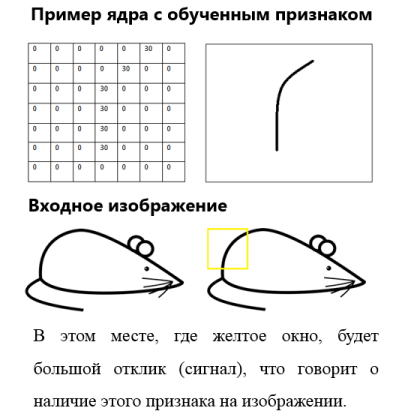 Пример ядра с обученным признаком
0 0 0 0 0 30 0
0 0 0 0 30 0 0
0 0 0 30 0 0 0
0 0 0 30 0 0 0
0 0 0 30 0 0 0
0 0 0 30 0 0 0
0 0 0 0 0 0 0
Входное изображение
В этом месте, где желтое окно, будет
большой отклик (сигнал), что говорит о
наличие этого признака на изображении.